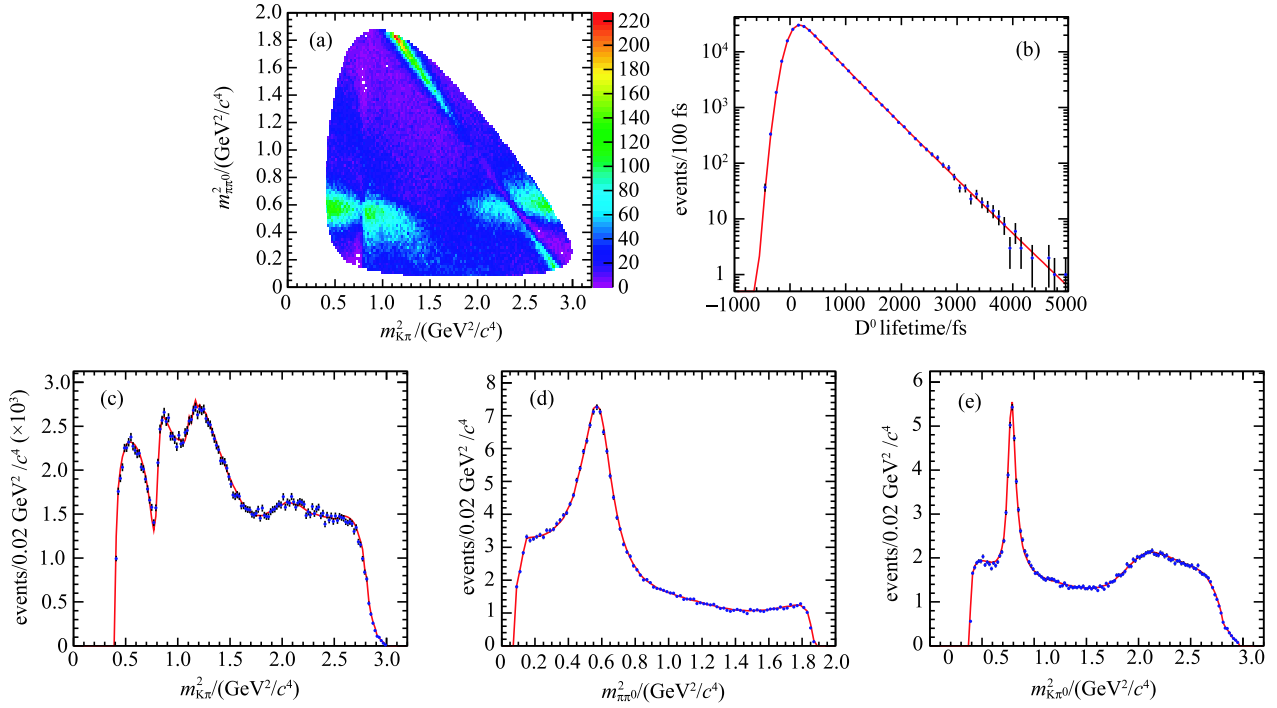 (a)
2.0
1.8
1.6
1.4
1.2
1.0
0.8
0.6
0.4
0.2
0
m²ππ⁰/(GeV²/c⁴)
0 0.5 1.0 1.5 2.0 2.5 3.0
m²Kπ/(GeV²/c⁴)
220
200
180
160
140
120
100
80
60
40
20
0
(b)
10⁴
10³
10²
10
1
events/100 fs
−1000 0 1000 2000 3000 4000 5000
D⁰ lifetime/fs
(c)
3.0
2.5
2.0
1.5
1.0
0.5
0
events/0.02 GeV²/c⁴ (×10³)
0 0.5 1.0 1.5 2.0 2.5 3.0
m²Kπ/(GeV²/c⁴)
(d)
8
7
6
5
4
3
2
1
0
events/0.02 GeV²/c⁴
0.2 0.4 0.6 0.8 1.0 1.2 1.4 1.6 1.8 2.0
m²ππ⁰/(GeV²/c⁴)
(e)
6
5
4
3
2
1
0
events/0.02 GeV²/c⁴
0 0.5 1.0 1.5 2.0 2.5 3.0
m²Kπ⁰/(GeV²/c⁴)